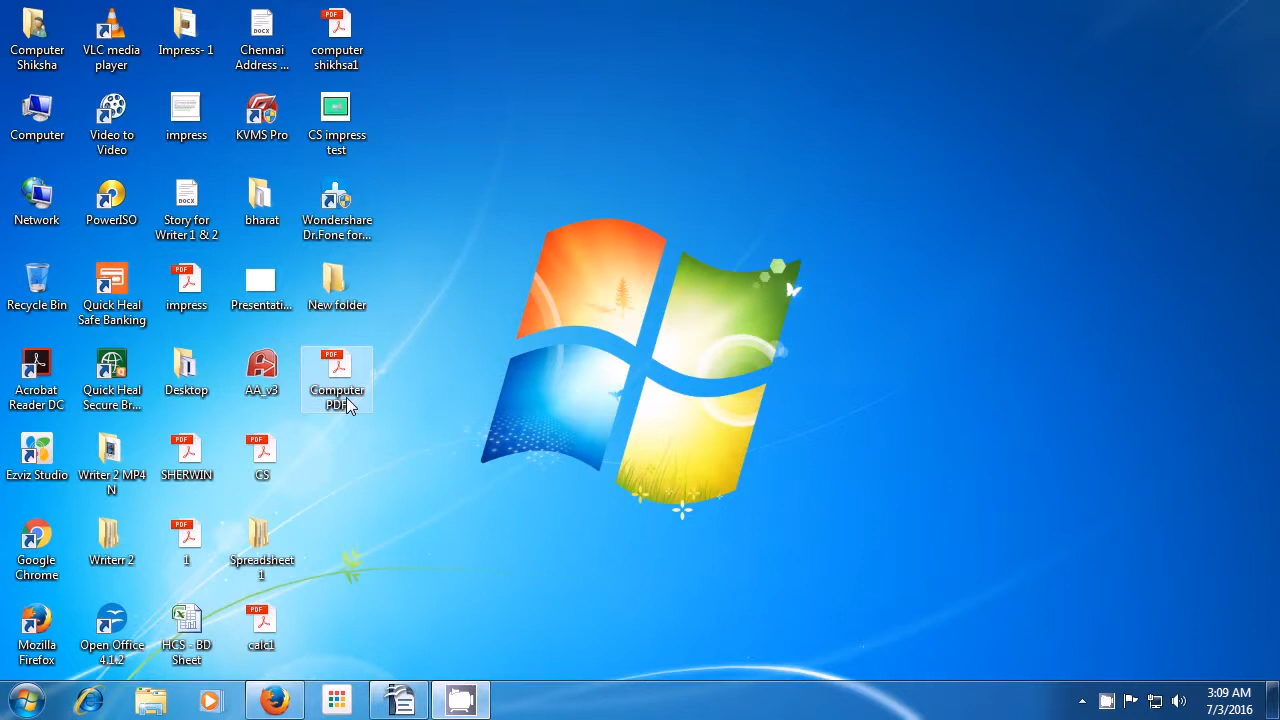 Computer
Shiksha
VLC media
player
Impress- 1
DOCX
Chennai
Address ...
PDF
computer
shikhsa1
Computer
Video to
Video
impress
KVMS Pro
CS impress
test
Network
PowerISO
DOCX
Story for
Writer 1 & 2
bharat
Wondershare
Dr.Fone for...
Recycle Bin
Quick Heal
Safe Banking
PDF
impress
Presentati...
New folder
Acrobat
Reader DC
Quick Heal
Secure Br...
Desktop
AA_v3
PDF
Computer
PDF
Ezviz Studio
Writer 2 MP4
N
PDF
SHERWIN
PDF
CS
Google
Chrome
Writerr 2
PDF
1
Spreadsheet
1
Mozilla
Firefox
Open Office
4.1.2
HCS - BD
Sheet
PDF
calc1
3:09 AM
7/3/2016